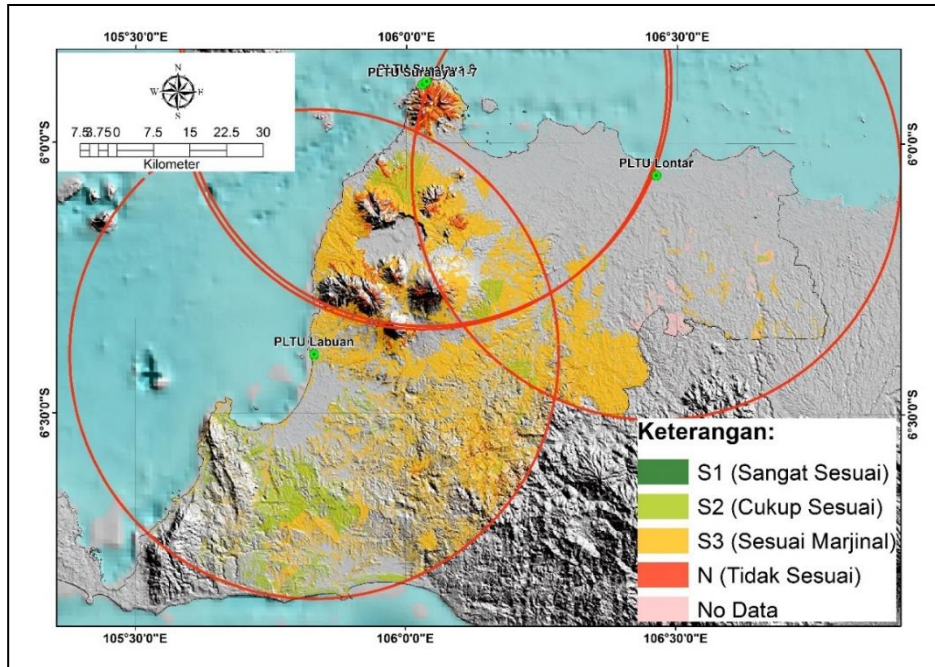 105°30'0"E 106°0'0"E 106°30'0"E
N
W E
S
7.53.750 7.5 15 22.5 30
Kilometer
PLTU Suralaya 1-7
PLTU Lontar
PLTU Labuan
6°0'0"S 6°0'0"S
6°30'0"S 6°30'0"S
Keterangan:
S1 (Sangat Sesuai)
S2 (Cukup Sesuai)
S3 (Sesuai Marjinal)
N (Tidak Sesuai)
No Data
105°30'0"E 106°0'0"E 106°30'0"E